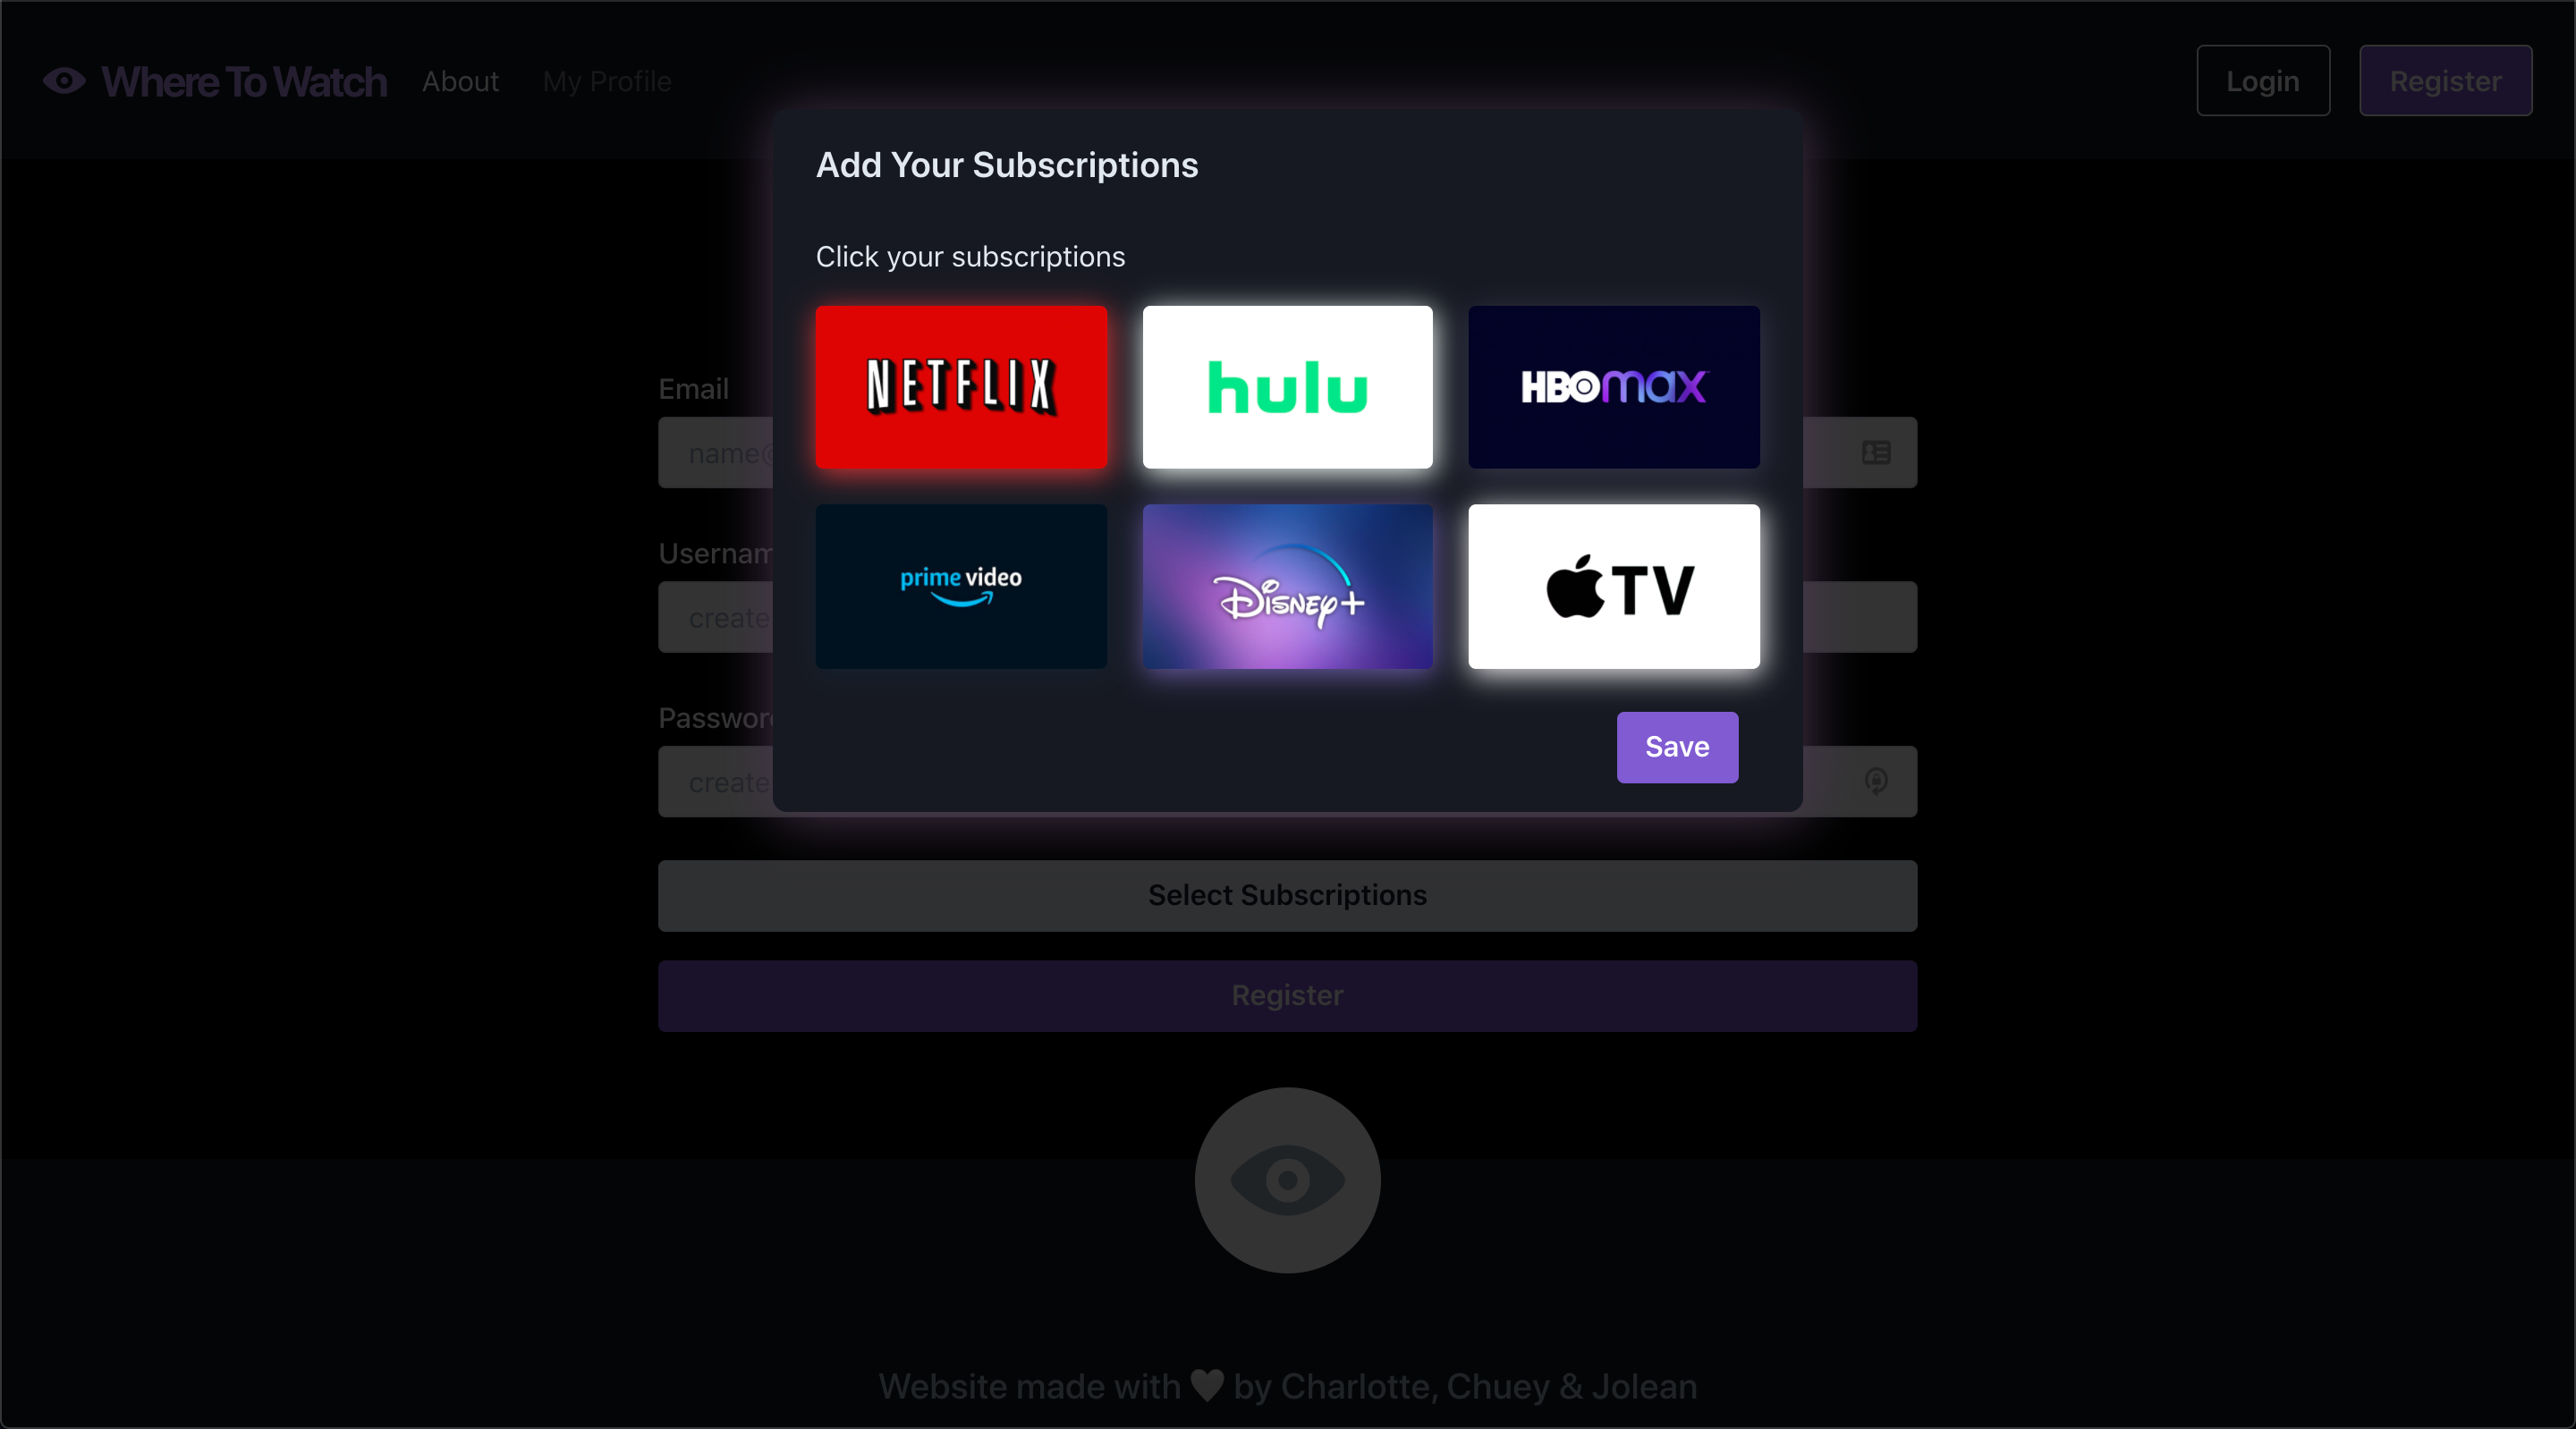 Where To Watch
About
My Profile
Login
Register
Add Your Subscriptions
Click your subscriptions
NETFLIX
hulu
HBOmax
prime video
Disney+
TV
Save
Email
name@
Usernam
create
Passwor
create
Select Subscriptions
Register
Website made with ♥ by Charlotte, Chuey & Jolean